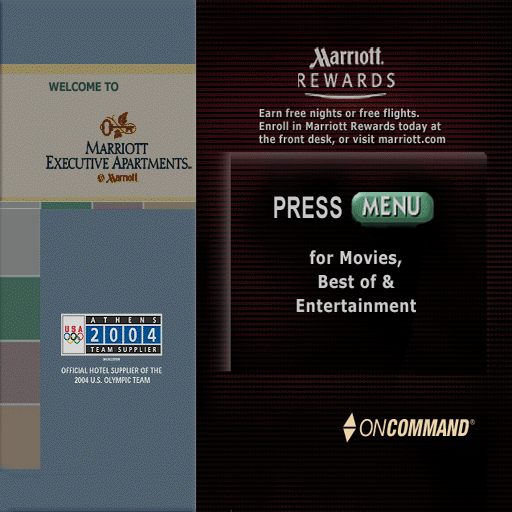 WELCOME TO
MARRIOTT
EXECUTIVE APARTMENTS
Marriott
Marriott
REWARDS
Earn free nights or free flights.
Enroll in Marriott Rewards today at
the front desk, or visit marriott.com
PRESS MENU
for Movies,
Best of &
Entertainment
ATHENS
USA
2004
TEAM SUPPLIER
OFFICIAL HOTEL SUPPLIER OF THE
2004 U.S. OLYMPIC TEAM
ONCOMMAND®